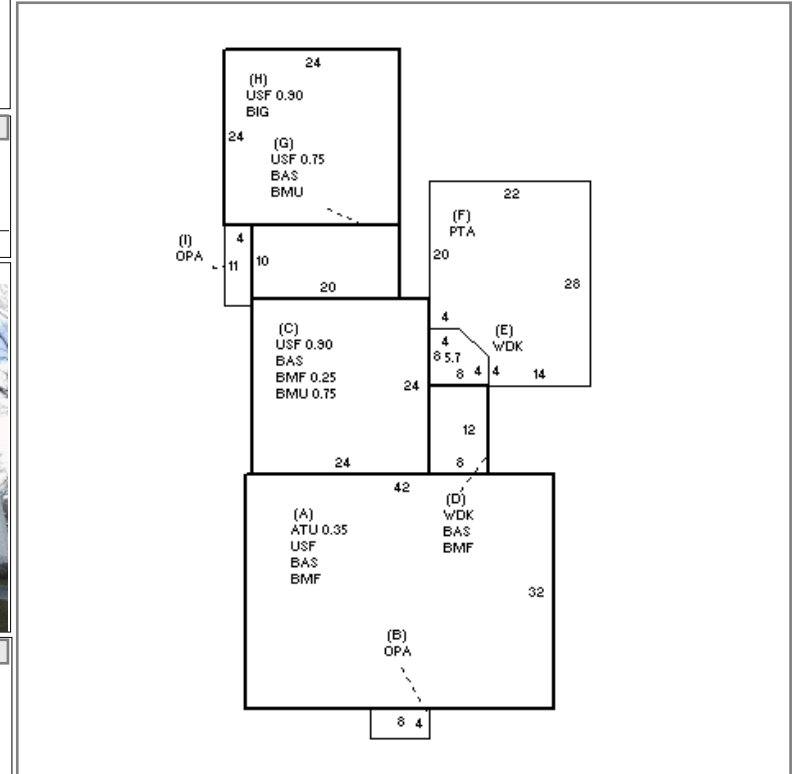 24
(H)
USF 0.90
BIG
24
(G)
USF 0.75
BAS
BMU
22
(F)
PTA
20
28
(I)
OPA
4
11
10
20
4
(E)
WDK
4
8 5.7
8 4 4 14
(C)
USF 0.90
BAS
BMF 0.25
BMU 0.75
24
12
24
8
42
(D)
WDK
BAS
BMF
(A)
ATU 0.35
USF
BAS
BMF
32
(B)
OPA
8 4